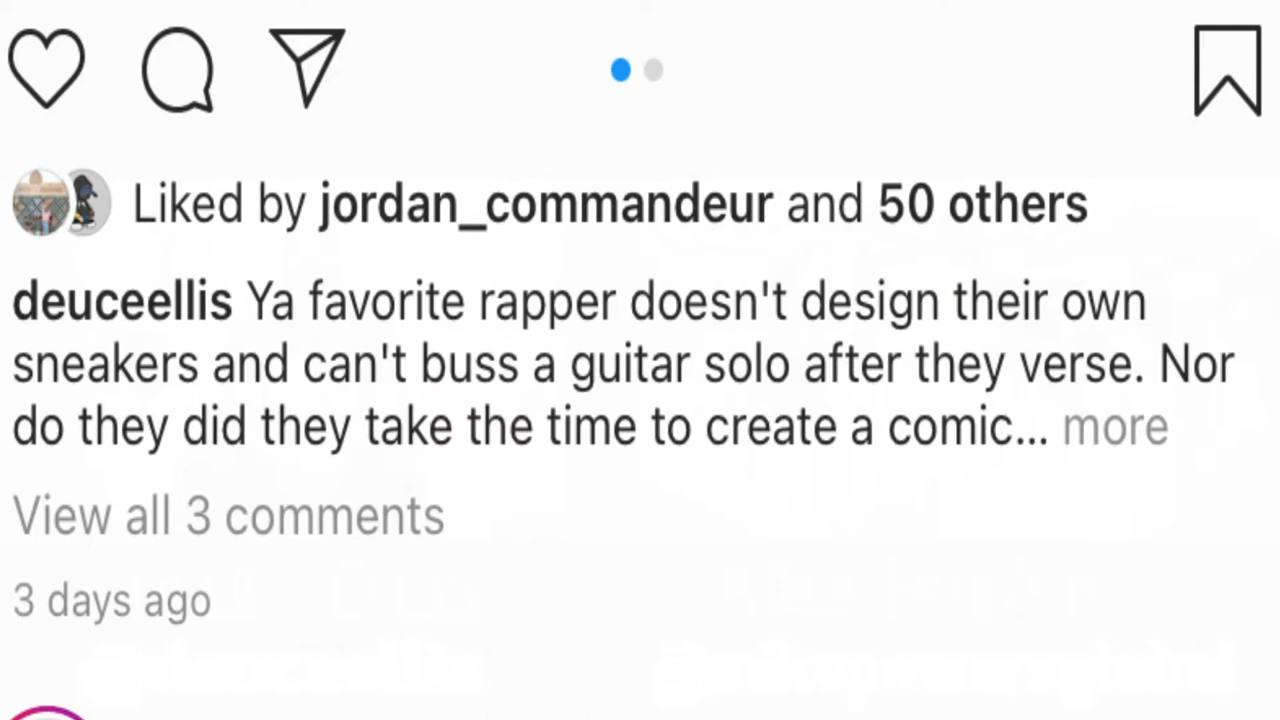 Liked by jordan_commandeur and 50 others
deuceellis Ya favorite rapper doesn't design their own
sneakers and can't buss a guitar solo after they verse. Nor
do they did they take the time to create a comic... more
View all 3 comments
3 days ago